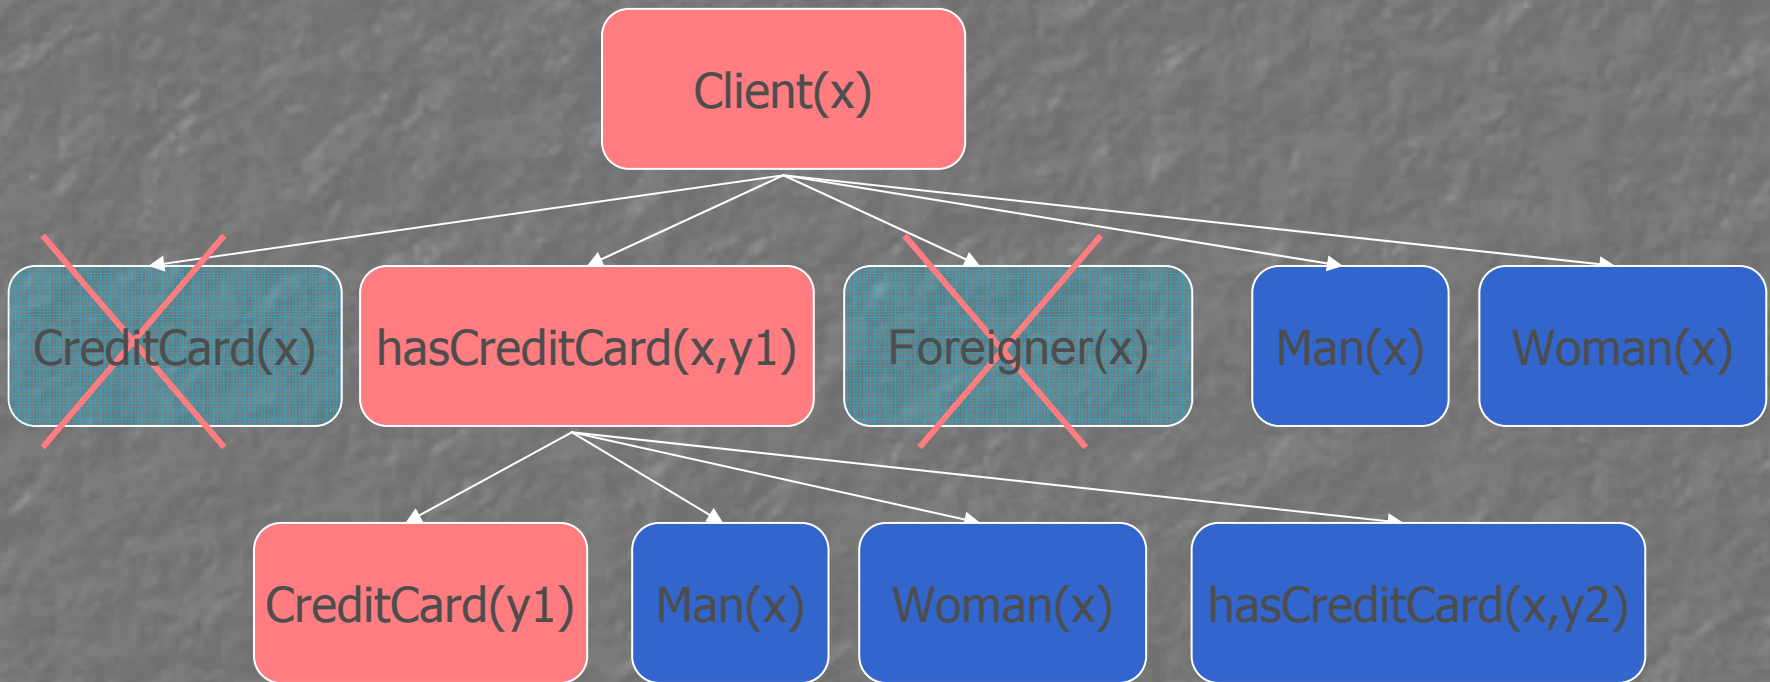 Client(x)
CreditCard(x)
hasCreditCard(x,y1)
Foreigner(x)
Man(x)
Woman(x)
CreditCard(y1)
Man(x)
Woman(x)
hasCreditCard(x,y2)